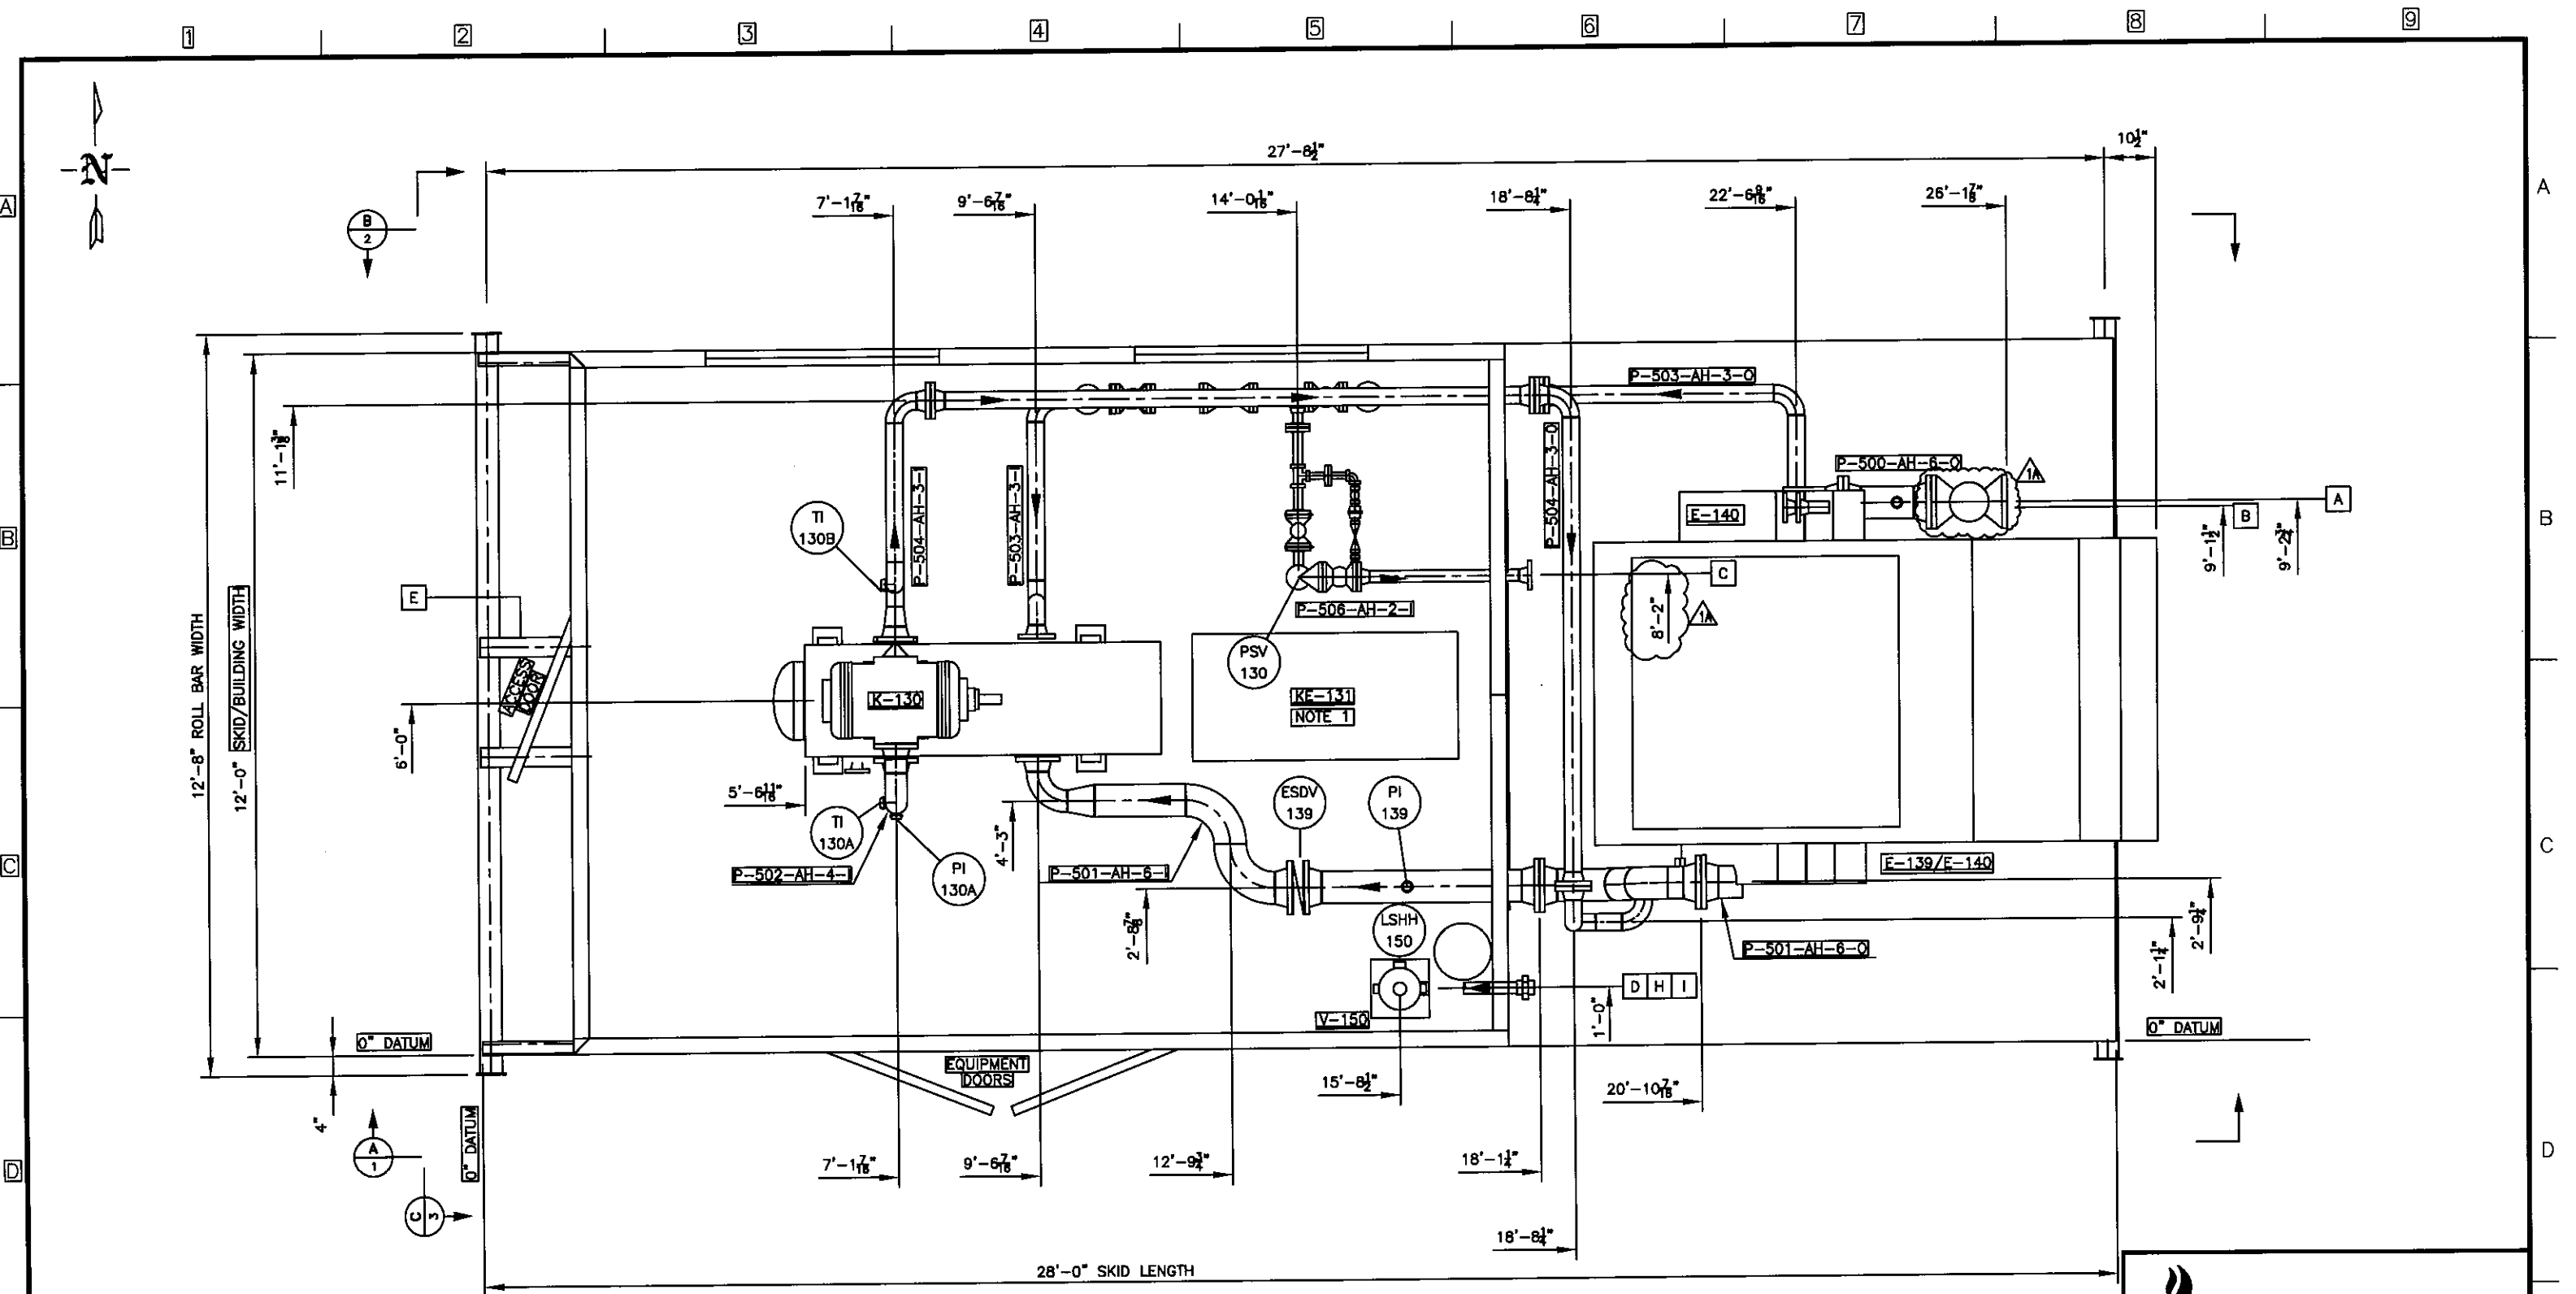 1 2 3 4 5 6 7 8 9
A
A
B
B
C
C
D
D
N
B
2
27'-8½"
10½"
7'-1 7/16"
9'-6 7/16"
14'-0 1/16"
18'-8¼"
22'-6 9/16"
26'-1 7/8"
12'-8" ROLL BAR WIDTH
12'-0" SKID/BUILDING WIDTH
P-503-AH-3-O
P-504-AH-3-I
P-503-AH-3-I
P-504-AH-3-O
P-500-AH-6-O
1A
E-140
A
B
9'-1½"
9'-2¾"
TI
130B
E
ACCESS
DOOR
6'-0"
C
8'-2"
1A
P-506-AH-2-I
PSV
130
K-130
KE-131
NOTE 1
5'-6 11/16"
TI
130A
P-502-AH-4-I
PI
130A
4'-3"
P-501-AH-6-I
2'-8 7/8"
ESDV
139
PI
139
LSHH
150
V-150
E-139/E-140
P-501-AH-6-O
2'-9¼"
2'-1¼"
D H I
1'-0"
0" DATUM
0" DATUM
0" DATUM
4"
A
1
C
3
EQUIPMENT
DOORS
15'-8½"
20'-10 7/16"
7'-1 7/16"
9'-6 7/16"
12'-9¾"
18'-1¼"
18'-8¼"
28'-0" SKID LENGTH